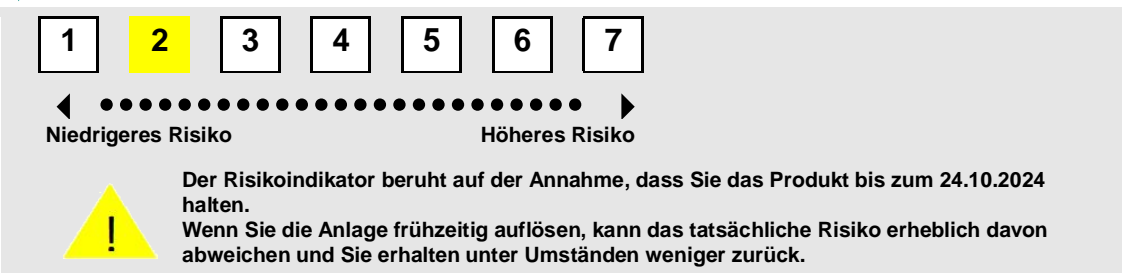 1 2 3 4 5 6 7
Niedrigeres Risiko Höheres Risiko
Der Risikoindikator beruht auf der Annahme, dass Sie das Produkt bis zum 24.10.2024
halten.
Wenn Sie die Anlage frühzeitig auflösen, kann das tatsächliche Risiko erheblich davon
abweichen und Sie erhalten unter Umständen weniger zurück.
!